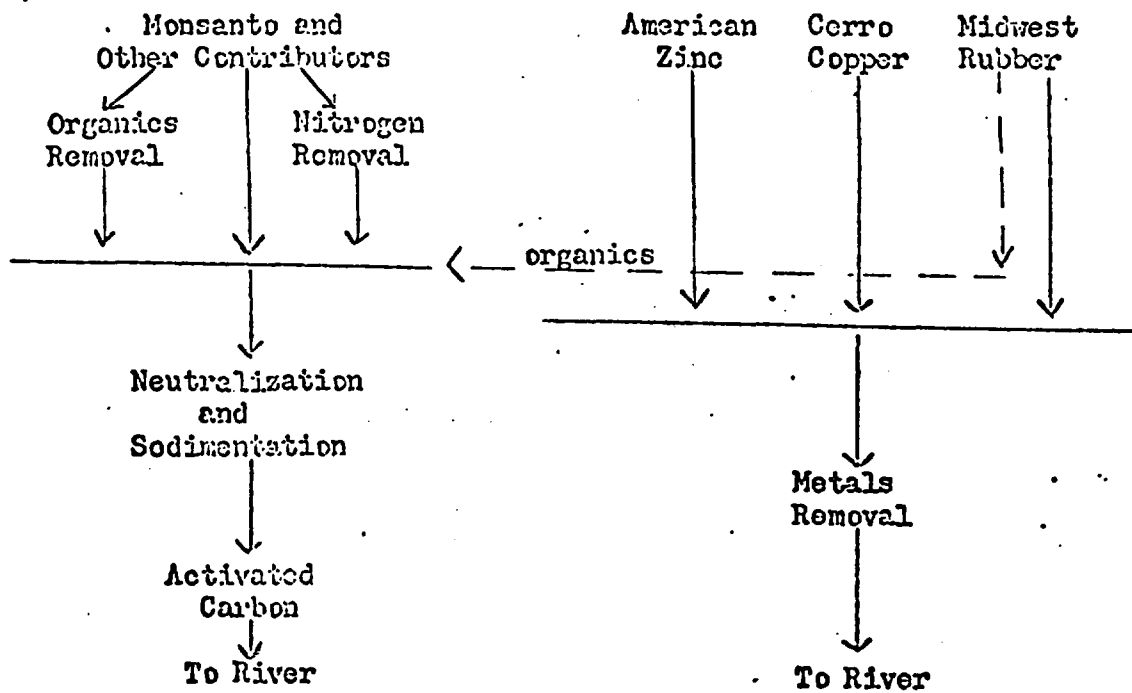 Monsanto and
Other Contributors
American
Zinc
Cerro
Copper
Midwest
Rubber
Organics
Removal
Nitrogen
Removal
organics
Neutralization
and
Sedimentation
Metals
Removal
Activated
Carbon
To River
To River